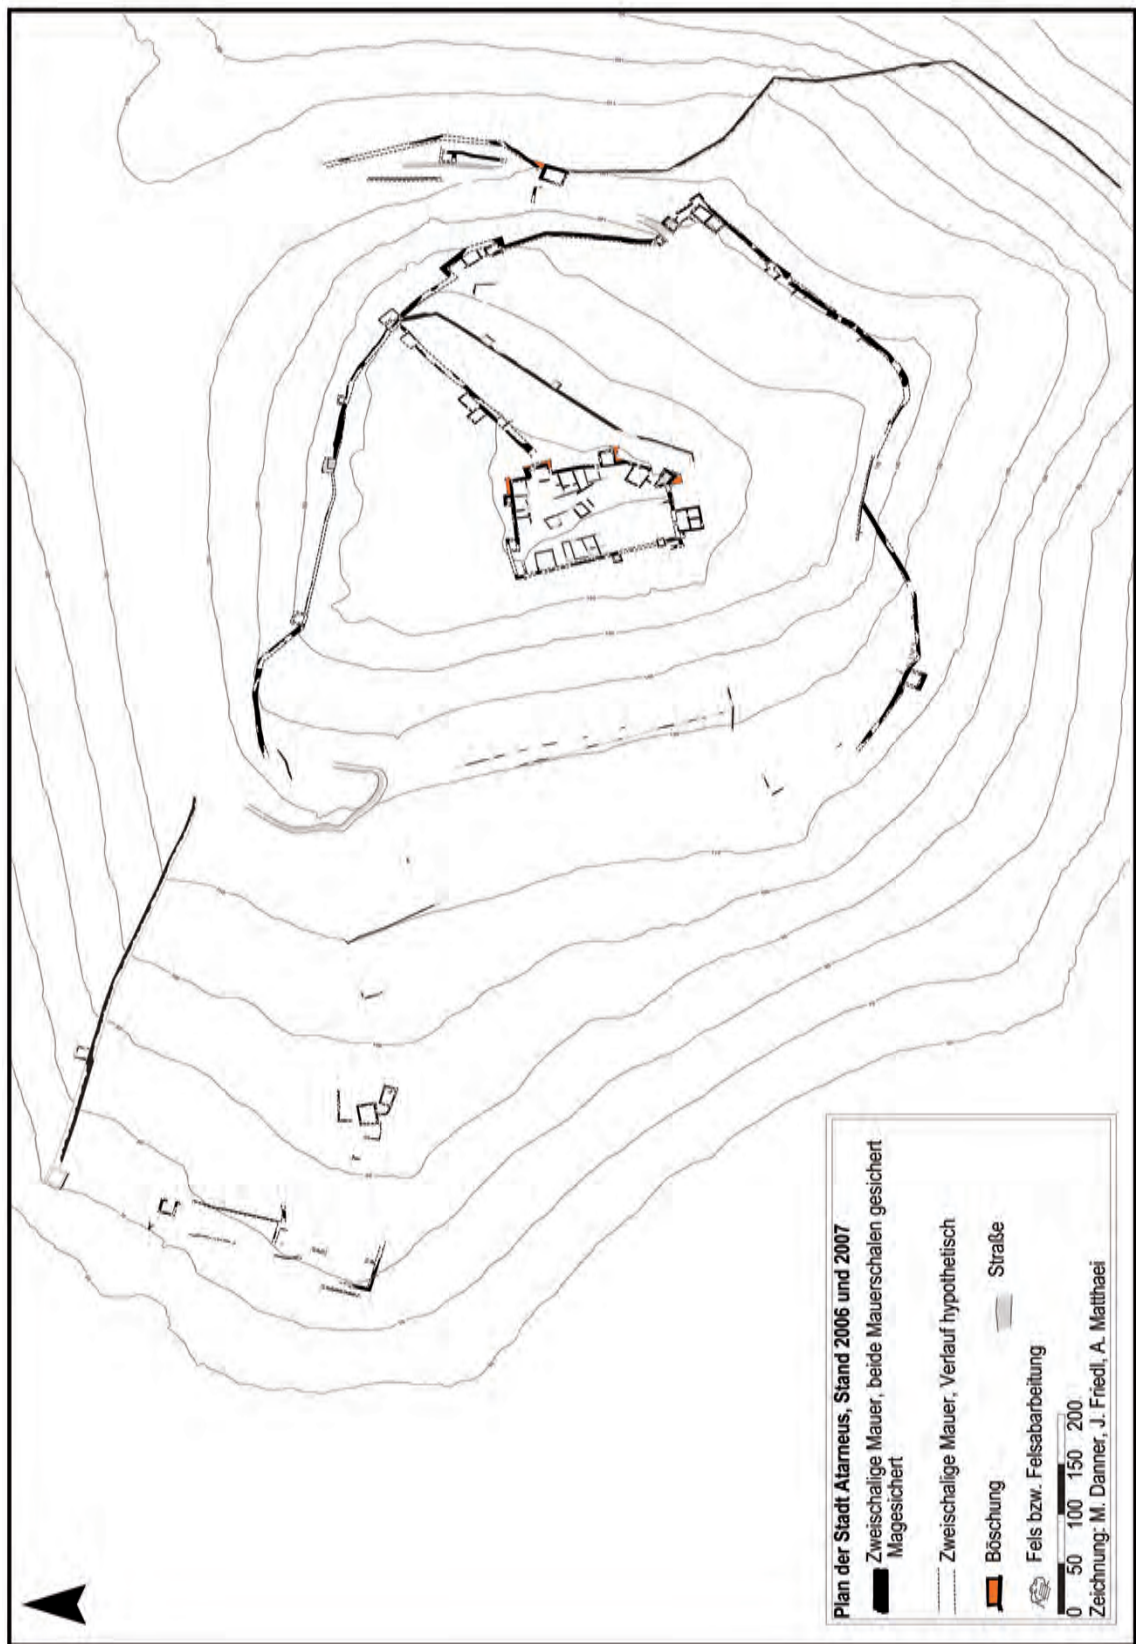 Plan der Stadt Atarneus, Stand 2006 und 2007
Zweischalige Mauer, beide Mauerschalen gesichert
Magesichert
Zweischalige Mauer, Verlauf hypothetisch
Böschung
Straße
Fels bzw. Felsabarbeitung
0 50 100 150 200
Zeichnung: M. Danner, J. Friedl, A. Matthaei